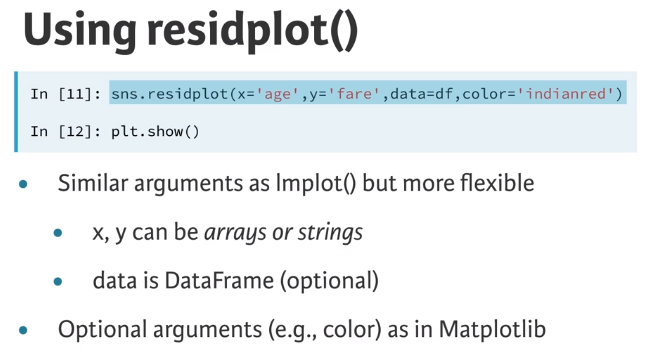 Using residplot()
In [11]: sns.residplot(x='age',y='fare',data=df,color='indianred')
In [12]: plt.show()
• Similar arguments as lmplot() but more flexible
• x, y can be arrays or strings
• data is DataFrame (optional)
• Optional arguments (e.g., color) as in Matplotlib